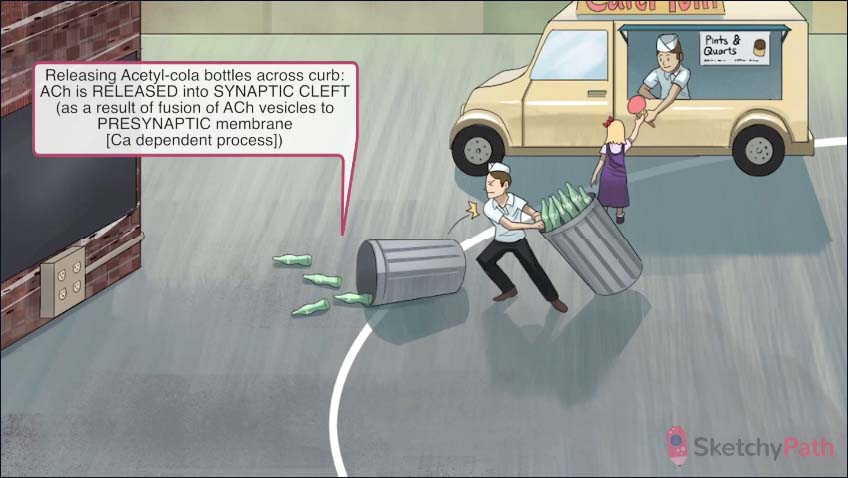 Pints &
Quarts
Releasing Acetyl-cola bottles across curb:
ACh is RELEASED into SYNAPTIC CLEFT
(as a result of fusion of ACh vesicles to
PRESYNAPTIC membrane
[Ca dependent process])
SketchyPath